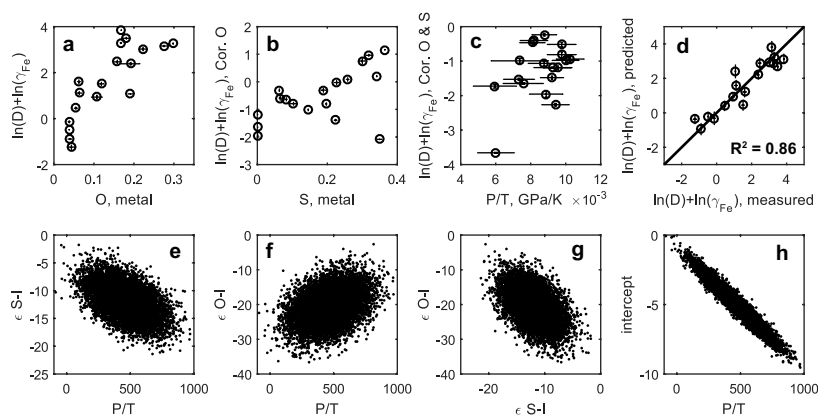 a
ln(D)+ln(γFe)
4
2
0
-2
0
0.1
0.2
0.3
O, metal
b
ln(D)+ln(γFe), Cor. O
2
1
0
-1
-2
-3
0
0.2
0.4
S, metal
c
ln(D)+ln(γFe), Cor. O & S
0
-1
-2
-3
-4
4
6
8
10
P/T, GPa/K ×10-3
d
ln(D)+ln(γFe), predicted
4
2
0
-2
R2 = 0.86
-2
0
2
4
ln(D)+ln(γFe), measured
e
ϵ S-I
0
-5
-10
-15
-20
-25
0
500
1000
P/T
f
ϵ O-I
0
-10
-20
-30
-40
0
500
1000
P/T
g
ϵ O-I
0
-10
-20
-30
-40
-20
-10
0
ϵ S-I
h
intercept
0
-5
-10
0
500
1000
P/T